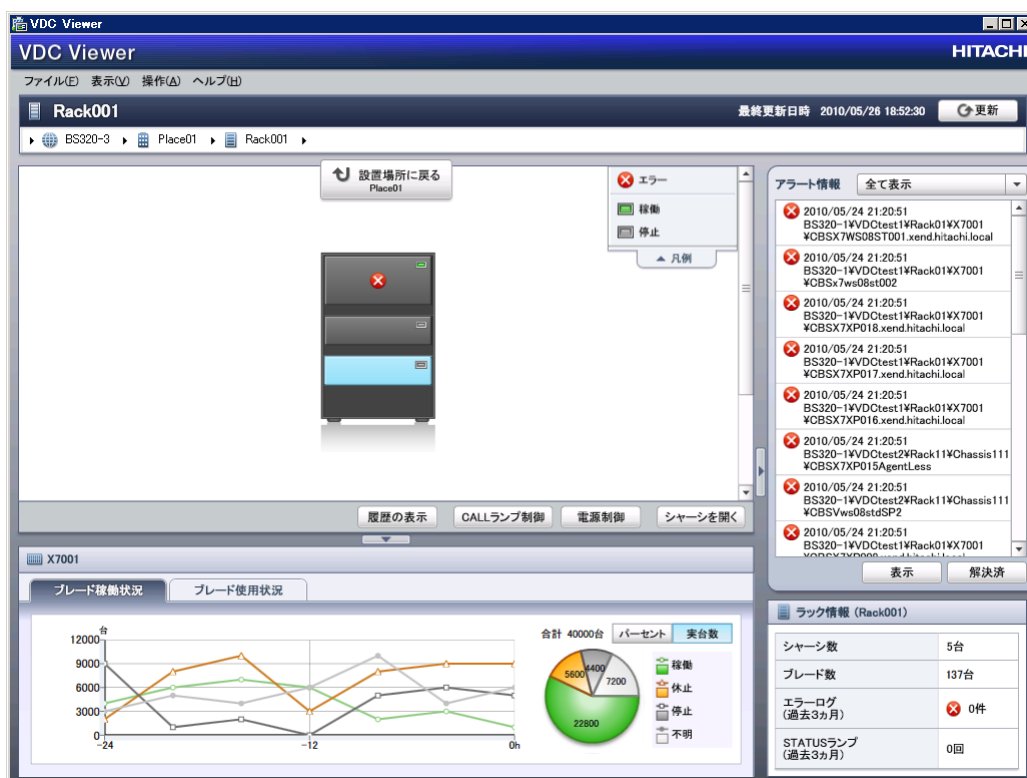 VDC Viewer
VDC Viewer
HITACHI
ファイル(F) 表示(V) 操作(A) ヘルプ(H)
Rack001
最終更新日時 2010/05/26 18:52:30
更新
BS320-3 Place01 Rack001
設置場所に戻る
Place01
エラー
稼働
停止
凡例
履歴の表示 CALLランプ制御 電源制御 シャーシを開く
アラート情報 全て表示
2010/05/24 21:20:51
BS320-1¥VDCtest1¥Rack01¥X7001
¥CBSX7WS08ST001.xend.hitachi.local
2010/05/24 21:20:51
BS320-1¥VDCtest1¥Rack01¥X7001
¥CBSx7ws08st002
2010/05/24 21:20:51
BS320-1¥VDCtest1¥Rack01¥X7001
¥CBSX7XP018.xend.hitachi.local
2010/05/24 21:20:51
BS320-1¥VDCtest1¥Rack01¥X7001
¥CBSX7XP017.xend.hitachi.local
2010/05/24 21:20:51
BS320-1¥VDCtest1¥Rack01¥X7001
¥CBSX7XP016.xend.hitachi.local
2010/05/24 21:20:51
BS320-1¥VDCtest2¥Rack11¥Chassis111
¥CBSX7XP015AgentLess
2010/05/24 21:20:51
BS320-1¥VDCtest2¥Rack11¥Chassis111
¥CBSVws08stdSP2
2010/05/24 21:20:51
BS320-1¥VDCtest1¥Rack01¥X7001
表示 解決済
X7001
ブレード稼働状況 ブレード使用状況
台
12000
9000
6000
3000
0
-24 -12 0h
合計 40000台 パーセント 実台数
5600 4400 7200 22800
稼働
休止
停止
不明
ラック情報 (Rack001)
シャーシ数 5台
ブレード数 137台
エラーログ
(過去3ヵ月) 0件
STATUSランプ
(過去3ヵ月) 0回